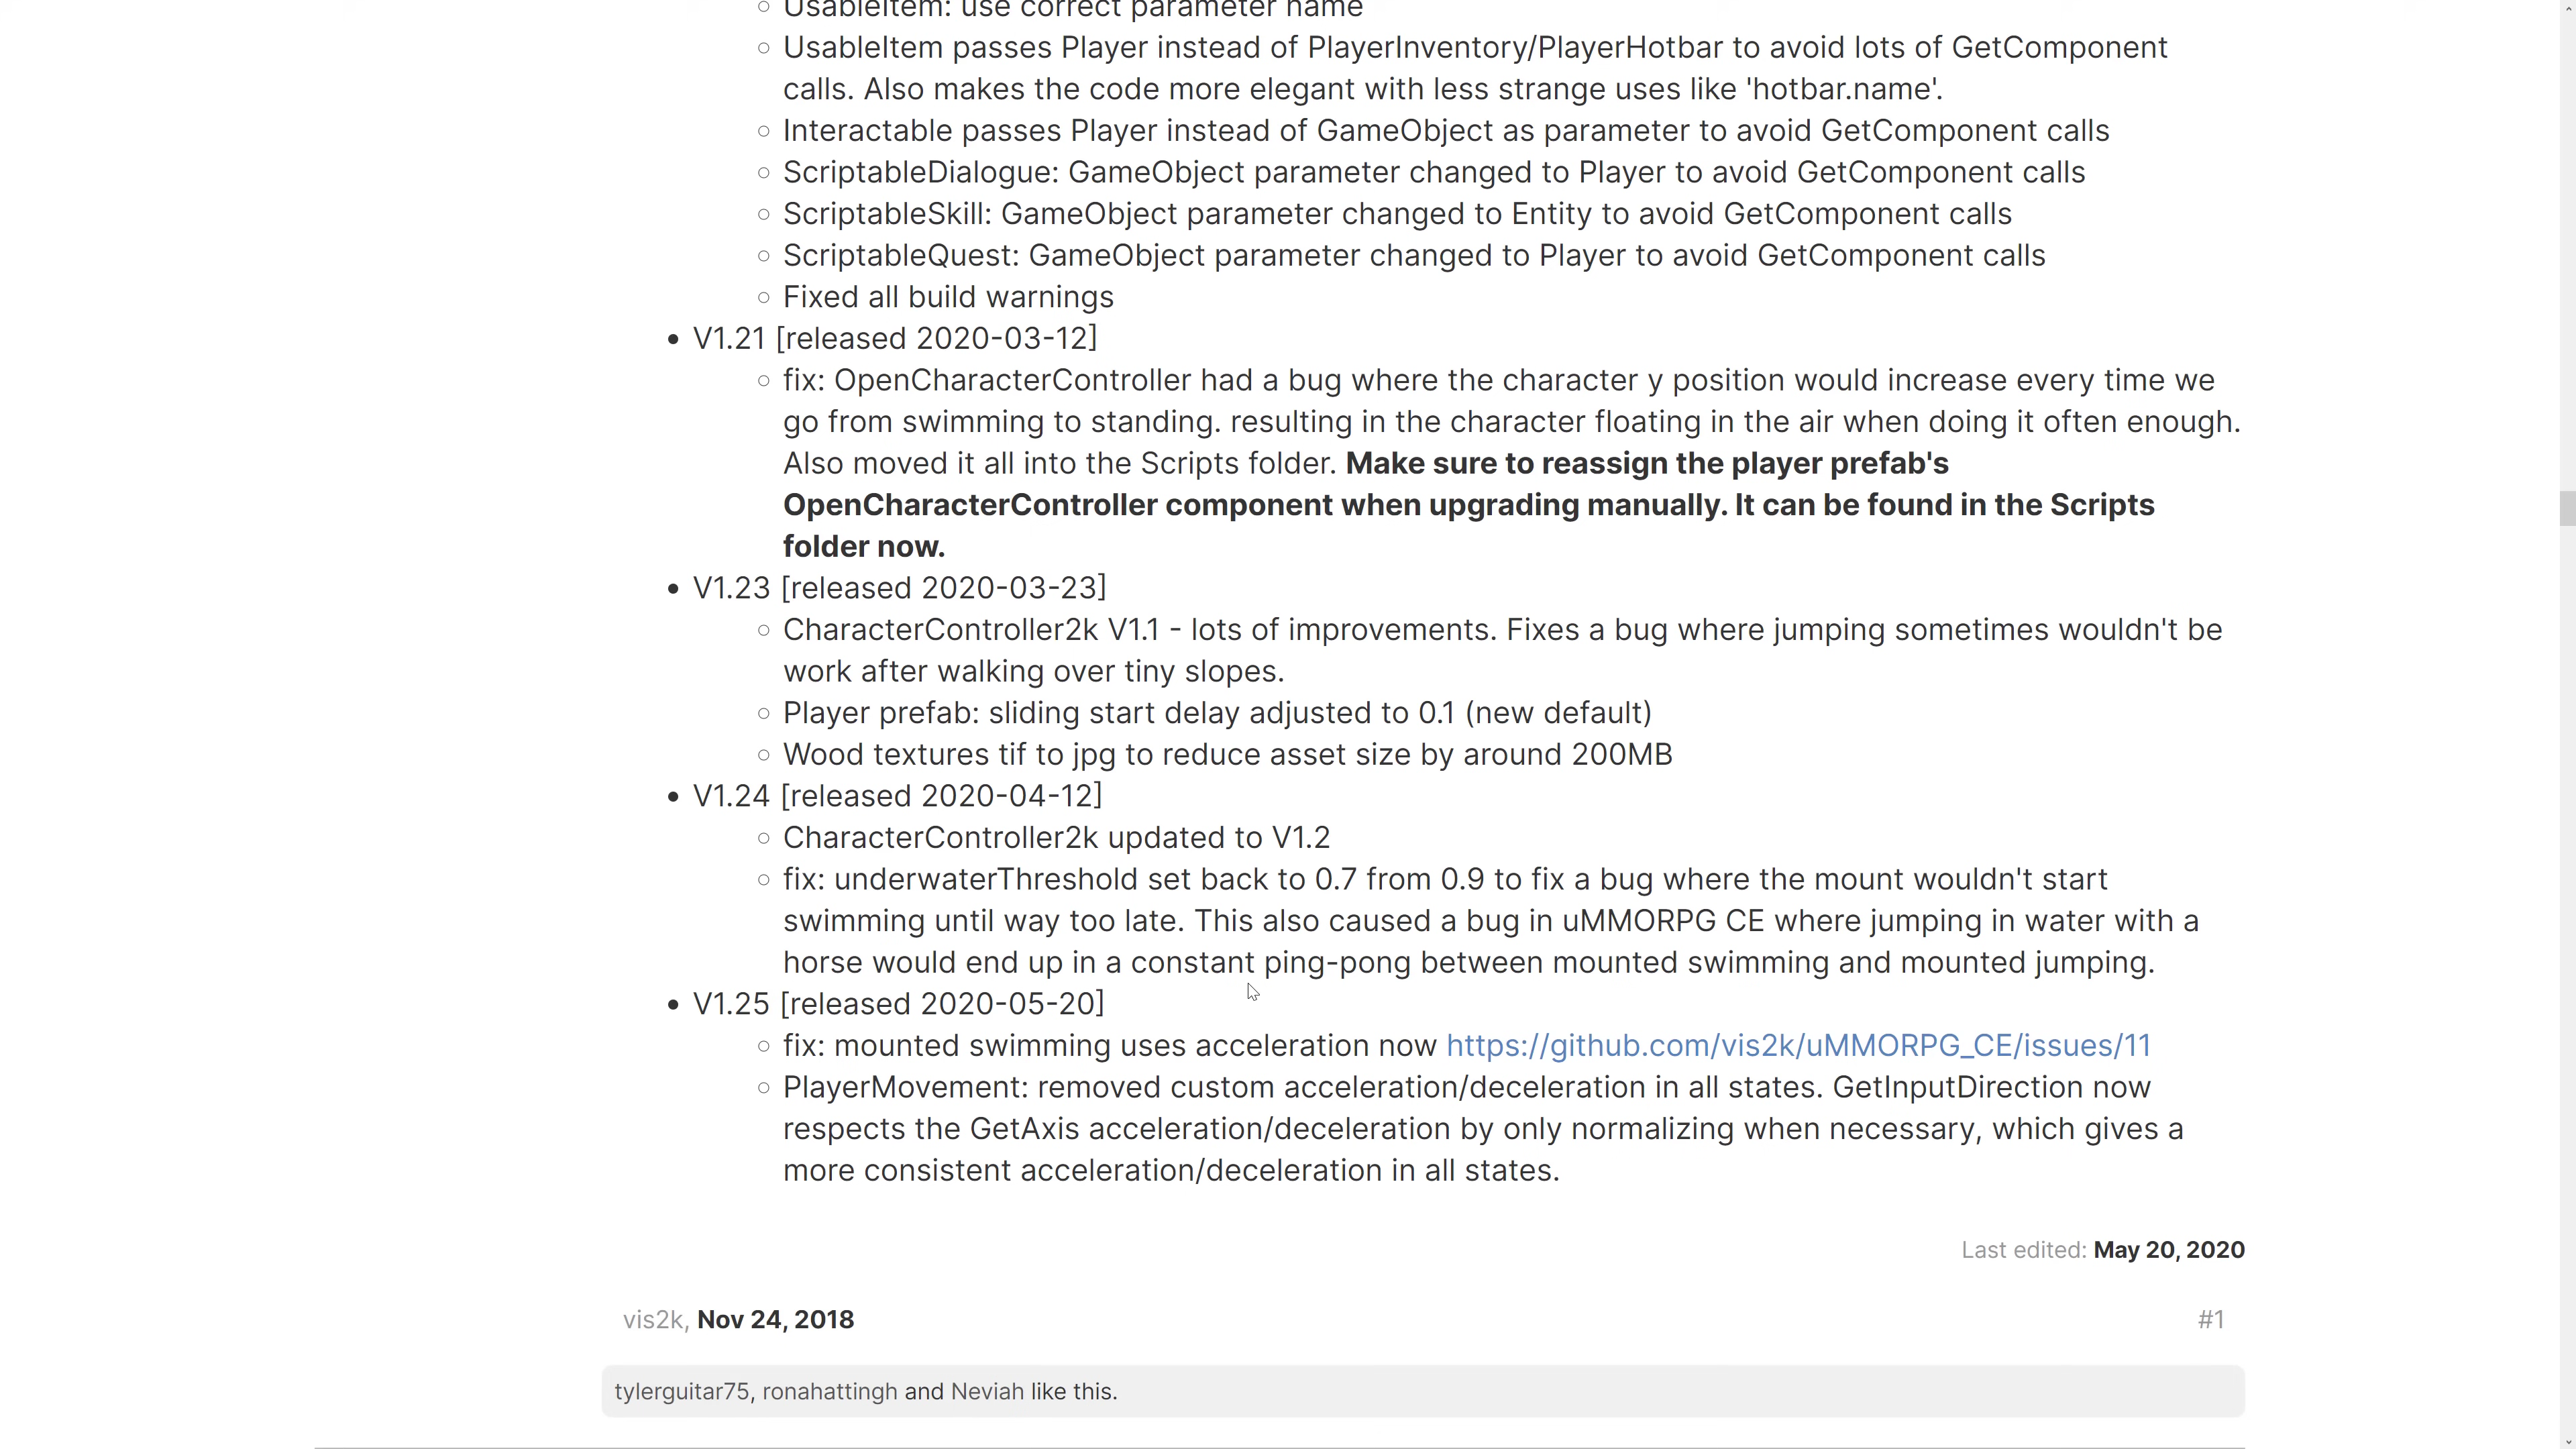 UsableItem: use correct parameter name
UsableItem passes Player instead of PlayerInventory/PlayerHotbar to avoid lots of GetComponent
calls. Also makes the code more elegant with less strange uses like 'hotbar.name'.
Interactable passes Player instead of GameObject as parameter to avoid GetComponent calls
ScriptableDialogue: GameObject parameter changed to Player to avoid GetComponent calls
ScriptableSkill: GameObject parameter changed to Entity to avoid GetComponent calls
ScriptableQuest: GameObject parameter changed to Player to avoid GetComponent calls
Fixed all build warnings
V1.21 [released 2020-03-12]
fix: OpenCharacterController had a bug where the character y position would increase every time we
go from swimming to standing. resulting in the character floating in the air when doing it often enough.
Also moved it all into the Scripts folder. Make sure to reassign the player prefab's
OpenCharacterController component when upgrading manually. It can be found in the Scripts
folder now.
V1.23 [released 2020-03-23]
CharacterController2k V1.1 - lots of improvements. Fixes a bug where jumping sometimes wouldn't be
work after walking over tiny slopes.
Player prefab: sliding start delay adjusted to 0.1 (new default)
Wood textures tif to jpg to reduce asset size by around 200MB
V1.24 [released 2020-04-12]
CharacterController2k updated to V1.2
fix: underwaterThreshold set back to 0.7 from 0.9 to fix a bug where the mount wouldn't start
swimming until way too late. This also caused a bug in uMMORPG CE where jumping in water with a
horse would end up in a constant ping-pong between mounted swimming and mounted jumping.
V1.25 [released 2020-05-20]
fix: mounted swimming uses acceleration now https://github.com/vis2k/uMMORPG_CE/issues/11
PlayerMovement: removed custom acceleration/deceleration in all states. GetInputDirection now
respects the GetAxis acceleration/deceleration by only normalizing when necessary, which gives a
more consistent acceleration/deceleration in all states.
Last edited: May 20, 2020
vis2k, Nov 24, 2018 #1
tylerguitar75, ronahattingh and Neviah like this.